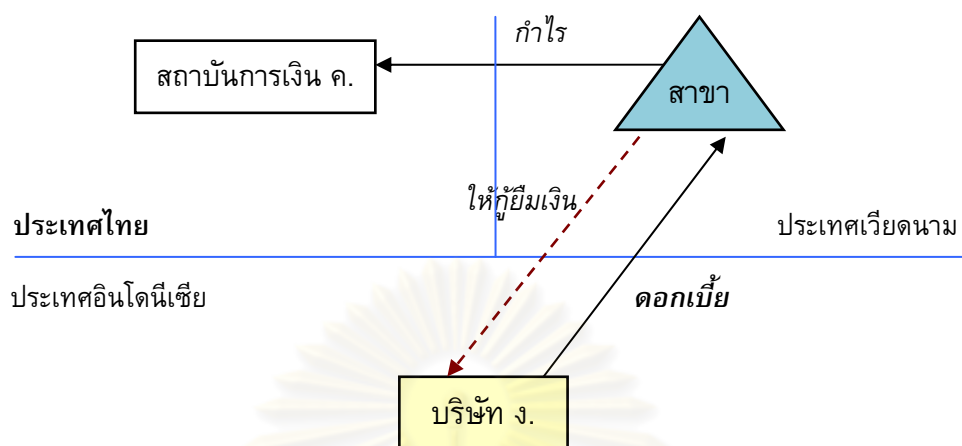 กำไร
สถาบันการเงิน ค.
สาขา
ให้กู้ยืมเงิน
ประเทศไทย
ประเทศเวียดนาม
ประเทศอินโดนีเซีย
ดอกเบี้ย
บริษัท ง.